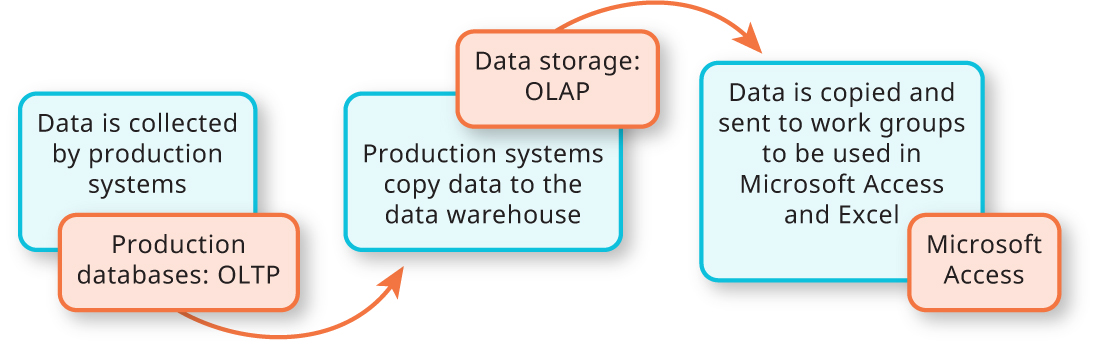 Data is collected
by production
systems
Production
databases: OLTP
Data storage:
OLAP
Production systems
copy data to the
data warehouse
Data is copied and
sent to work groups
to be used in
Microsoft Access
and Excel
Microsoft
Access